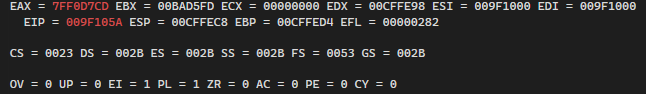 EAX = 7FF0D7CD EBX = 00BAD5FD ECX = 00000000 EDX = 00CFFE98 ESI = 009F1000 EDI = 009F1000
EIP = 009F105A ESP = 00CFFEC8 EBP = 00CFFED4 EFL = 00000282
CS = 0023 DS = 002B ES = 002B SS = 002B FS = 0053 GS = 002B
OV = 0 UP = 0 EI = 1 PL = 1 ZR = 0 AC = 0 PE = 0 CY = 0